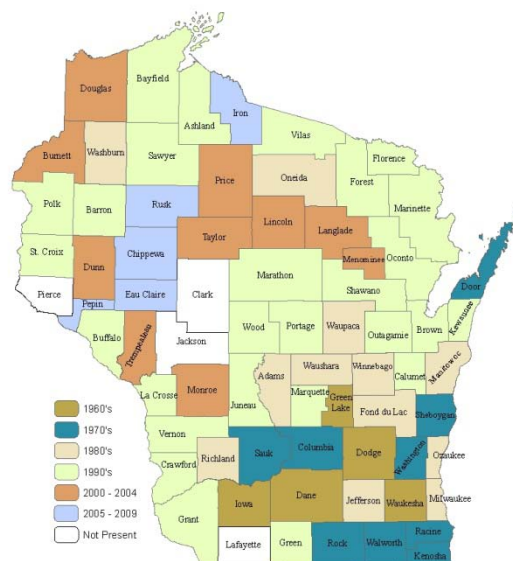 Douglas
Bayfield
Iron
Ashland
Vilas
Burnett
Washburn
Sawyer
Florence
Price
Oneida
Forest
Marinette
Polk
Barron
Rusk
Lincoln
Langlade
Taylor
Oconto
St. Croix
Chippewa
Menominee
Dunn
Marathon
Door
Pierce
Clark
Shawano
Pepin
Eau Claire
Kewaunee
Buffalo
Trempealeau
Jackson
Wood
Portage
Waupaca
Outagamie
Brown
Waushara
Winnebago
Manitowoc
Adams
Calumet
La Crosse
Monroe
Juneau
Marquette
Green
Lake
Fond du Lac
Sheboygan
Vernon
Richland
Sauk
Columbia
Dodge
Washington
Ozaukee
Crawford
Iowa
Dane
Jefferson
Waukesha
Milwaukee
Grant
Lafayette
Green
Rock
Walworth
Racine
Kenosha
1960's
1970's
1980's
1990's
2000 - 2004
2005 - 2009
Not Present